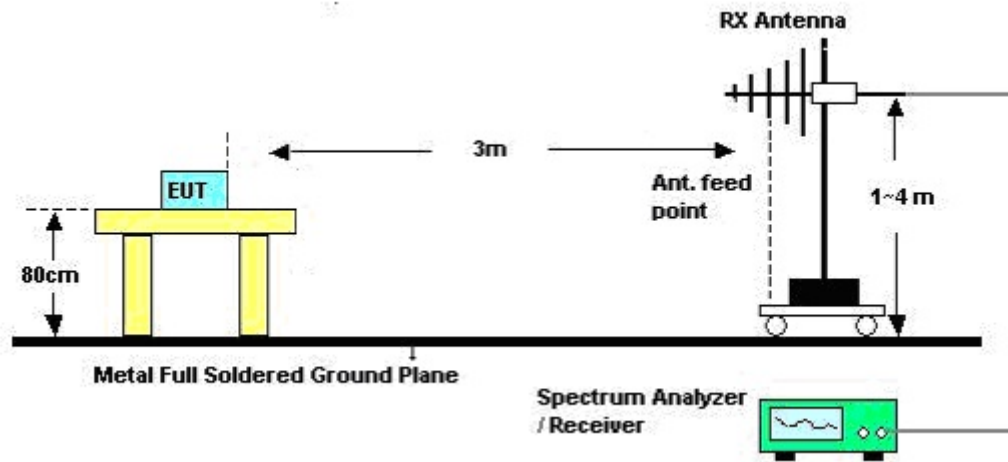 RX Antenna
3m
EUT
Ant. feed
point
1~4 m
80cm
Metal Full Soldered Ground Plane
Spectrum Analyzer
/ Receiver